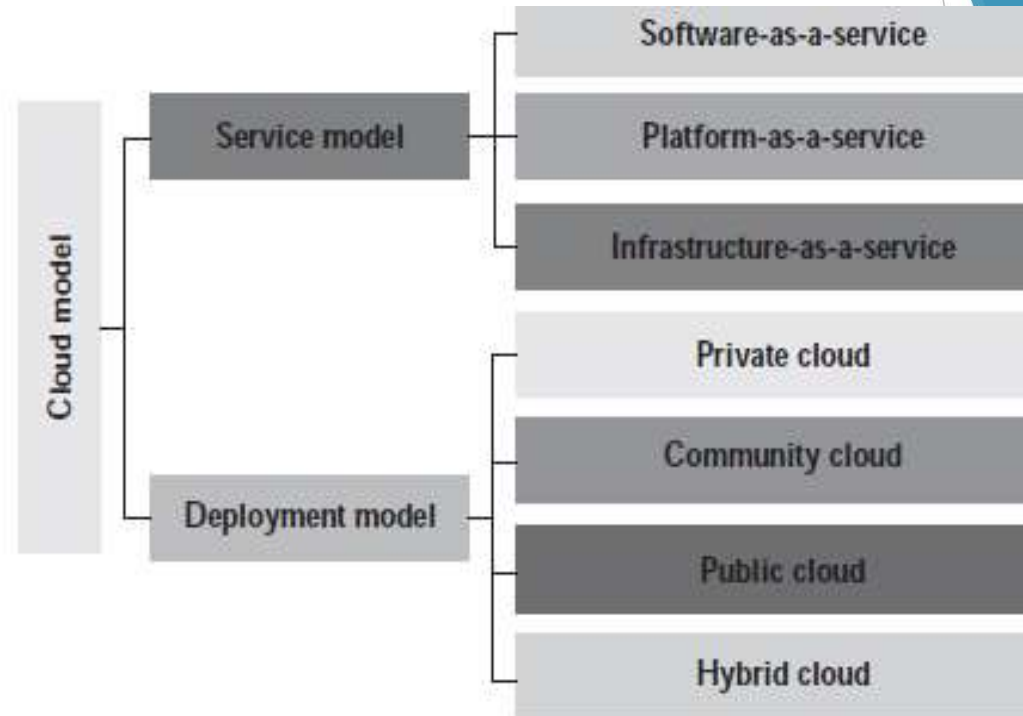 Cloud model
Service model
Software-as-a-service
Platform-as-a-service
Infrastructure-as-a-service
Deployment model
Private cloud
Community cloud
Public cloud
Hybrid cloud